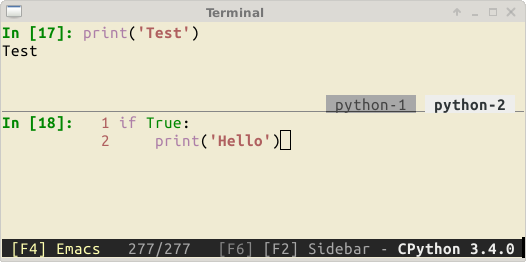 Terminal
In [17]: print('Test')
Test
python-1 python-2
In [18]: 1 if True:
2 print('Hello')
[F4] Emacs 277/277 [F6] [F2] Sidebar - CPython 3.4.0